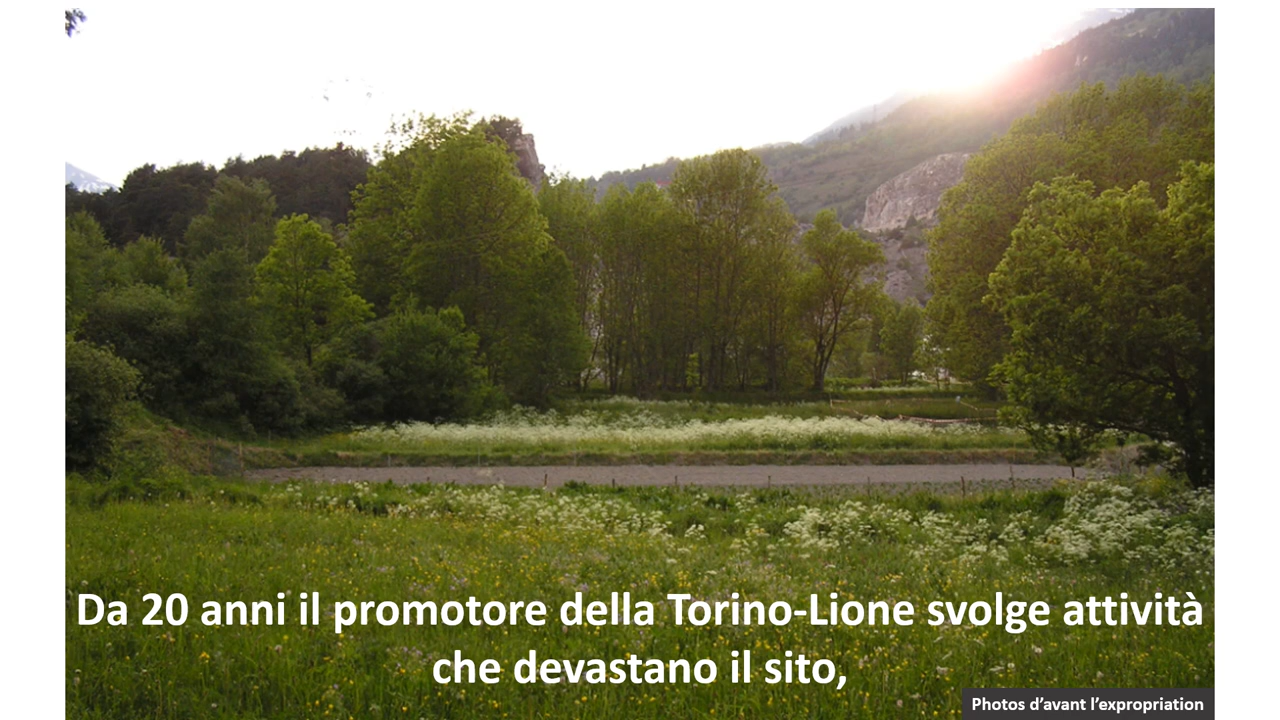 Da 20 anni il promotore della Torino-Lione svolge attività
che devastano il sito,
Photos d’avant l’expropriation